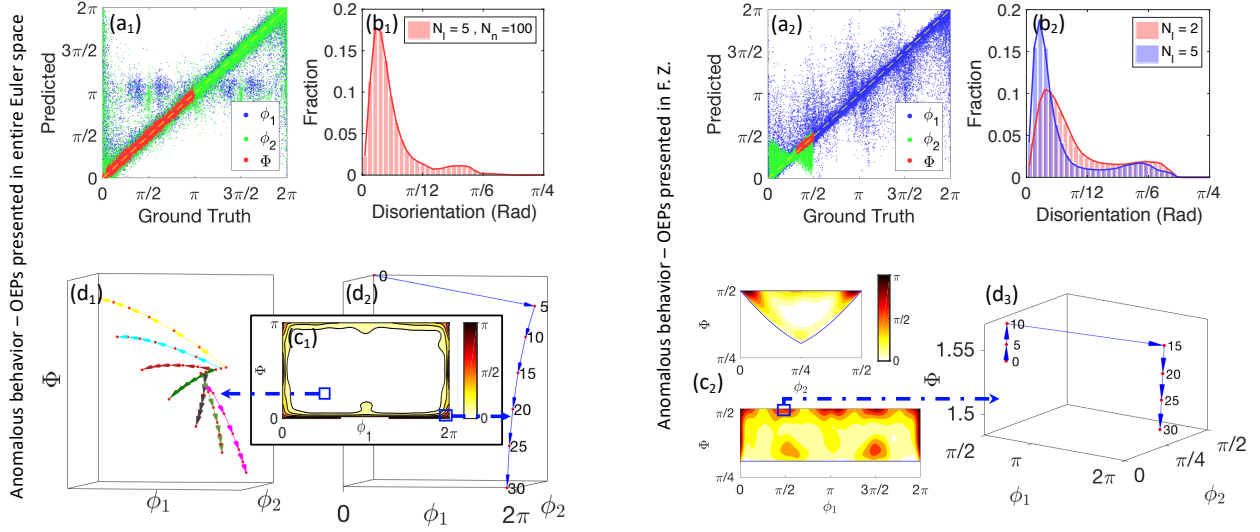 Anomalous behavior – OEPs presented in entire Euler space
(a₁)
Predicted
2π
3π/2
π
π/2
0
ϕ₁
ϕ₂
Φ
0 π/2 π 3π/2 2π
Ground Truth
(b₁)
N_l = 5 , N_n=100
Fraction
0.2
0.15
0.1
0.05
0
0 π/12 π/6 π/4
Disorientation (Rad)
(d₁)
Φ
ϕ₁
ϕ₂
(c₁)
π
Φ
0
0 ϕ₁ 2π
π
π/2
0
(d₂)
0
5
10
15
20
25
30
0 ϕ₁ 2π ϕ₂
Anomalous behavior – OEPs presented in F. Z.
(a₂)
Predicted
2π
3π/2
π
π/2
0
ϕ₁
ϕ₂
Φ
0 π/2 π 3π/2 2π
Ground Truth
(b₂)
N_l = 2
N_l = 5
Fraction
0.2
0.15
0.1
0.05
0
0 π/12 π/6 π/4
Disorientation (Rad)
π/2
Φ
π/4
0 π/4 π/2
ϕ₂
π
π/2
0
(c₂)
π/2
Φ
π/4
0 π/2 π 3π/2 2π
ϕ₁
(d₃)
10
5
0
15
20
25
30
1.55
Φ
1.5
π/2
π
2π
ϕ₁
0
π/4
π/2
ϕ₂